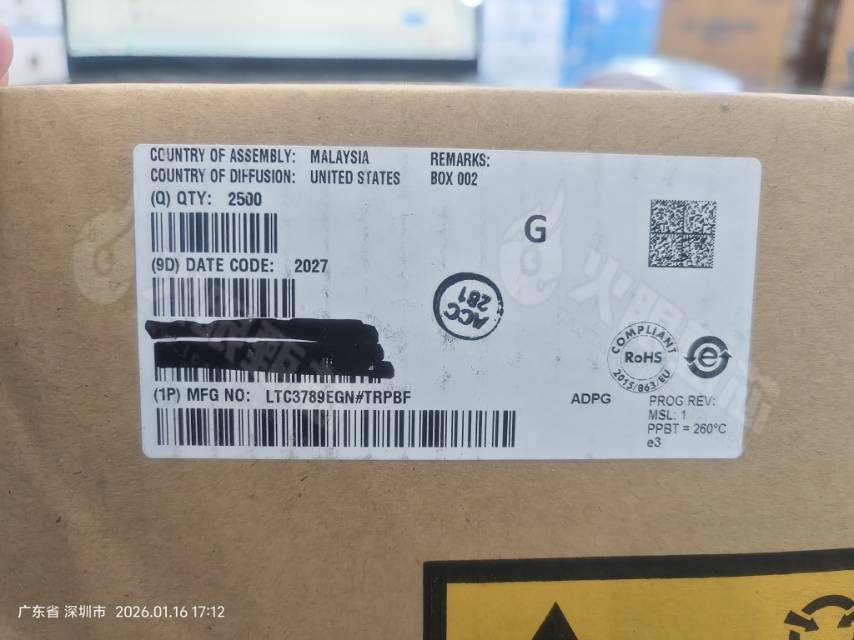 COUNTRY OF ASSEMBLY: MALAYSIA
COUNTRY OF DIFFUSION: UNITED STATES
REMARKS:
BOX 002
(Q) QTY: 2500
G
(9D) DATE CODE: 2027
ACC
281
COMPLIANT
RoHS
2015/863/EU
e
(1P) MFG NO: LTC3789EGN#TRPBF
ADPG
PROG REV:
MSL: 1
PPBT = 260°C
e3
广东省 深圳市 2026.01.16 17:12